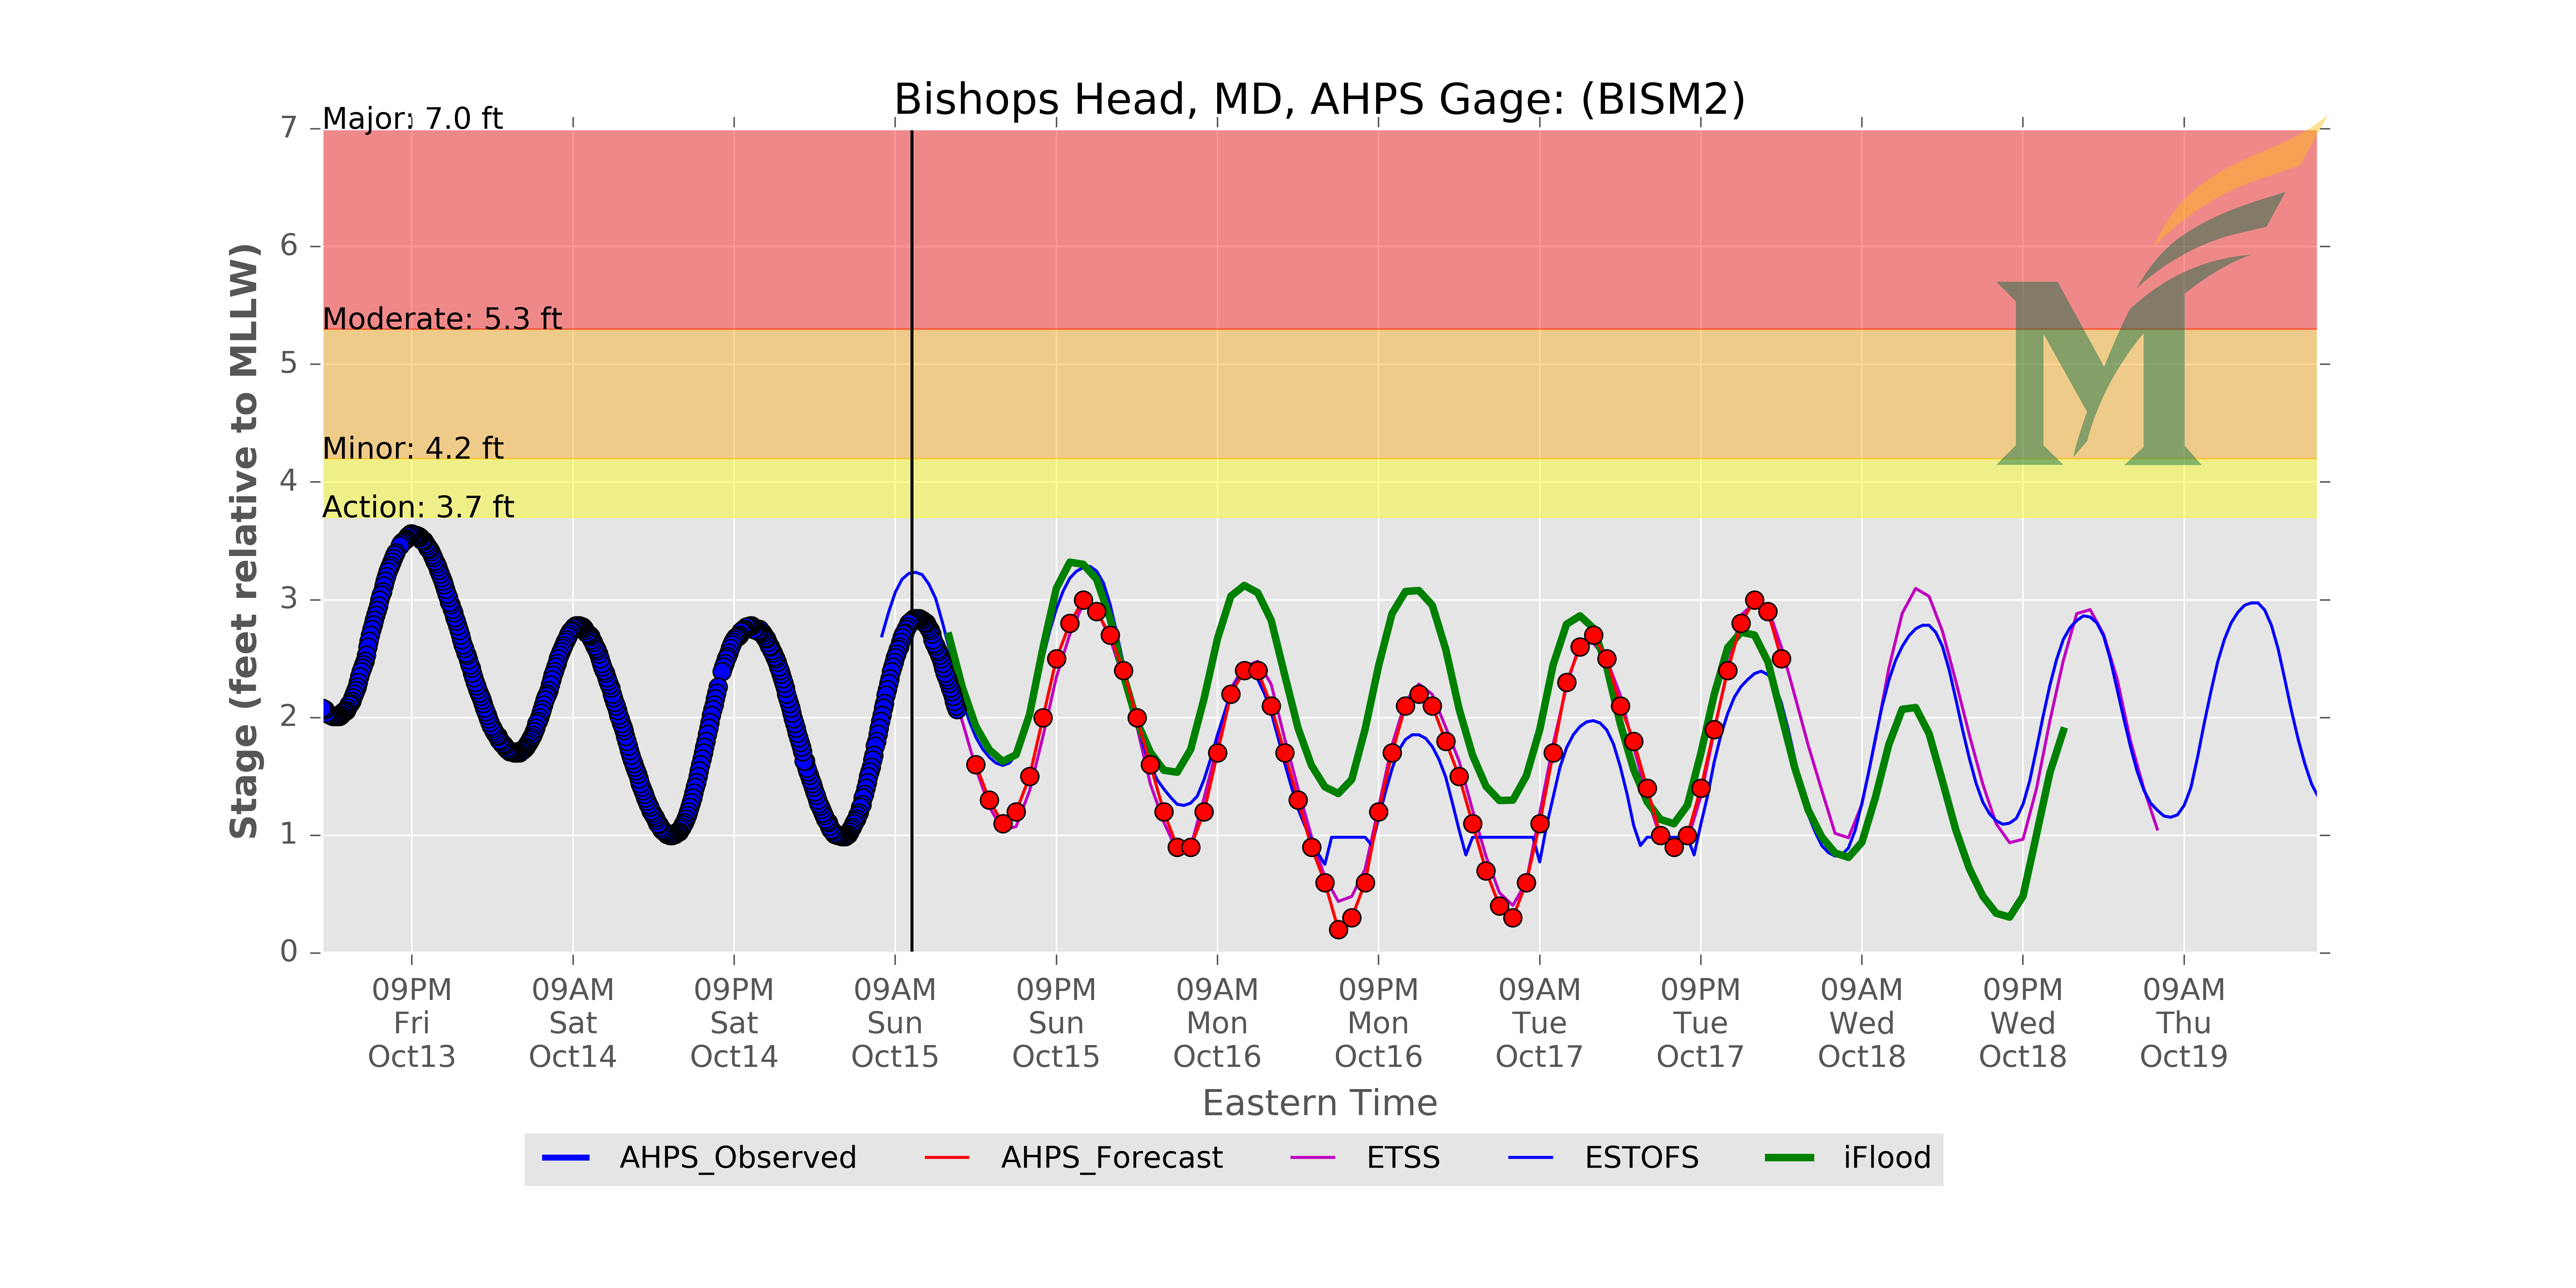 Bishops Head, MD, AHPS Gage: (BISM2)
Major: 7.0 ft
Moderate: 5.3 ft
Minor: 4.2 ft
Action: 3.7 ft
Stage (feet relative to MLLW)
7
6
5
4
3
2
1
0
09PM Fri Oct13
09AM Sat Oct14
09PM Sat Oct14
09AM Sun Oct15
09PM Sun Oct15
09AM Mon Oct16
09PM Mon Oct16
09AM Tue Oct17
09PM Tue Oct17
09AM Wed Oct18
09PM Wed Oct18
09AM Thu Oct19
Eastern Time
AHPS_Observed AHPS_Forecast ETSS ESTOFS iFlood
M